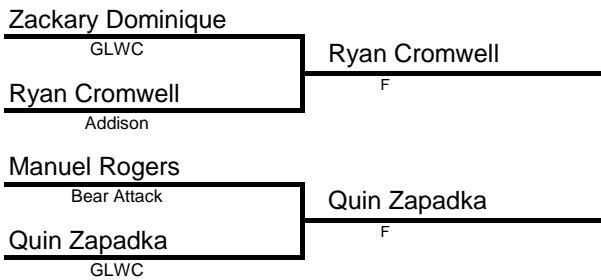 Zackary Dominique
GLWC
Ryan Cromwell
F
Ryan Cromwell
Addison
Manuel Rogers
Bear Attack
Quin Zapadka
F
Quin Zapadka
GLWC